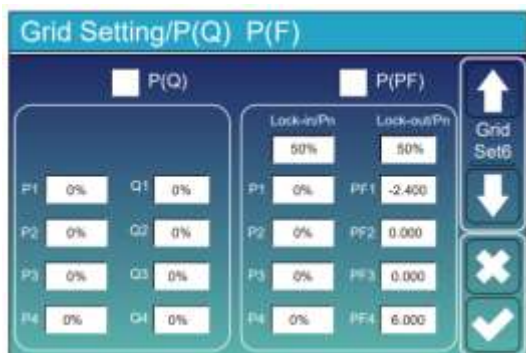 Grid Setting/P(Q) P(F)
P(Q)
P1 0% Q1 0%
P2 0% Q2 0%
P3 0% Q3 0%
P4 0% Q4 0%
P(PF)
Lock-in/Pn Lock-out/Pn
50% 50%
P1 0% PF1 -2.400
P2 0% PF2 0.000
P3 0% PF3 0.000
P4 0% PF4 6.000
Grid
Set6